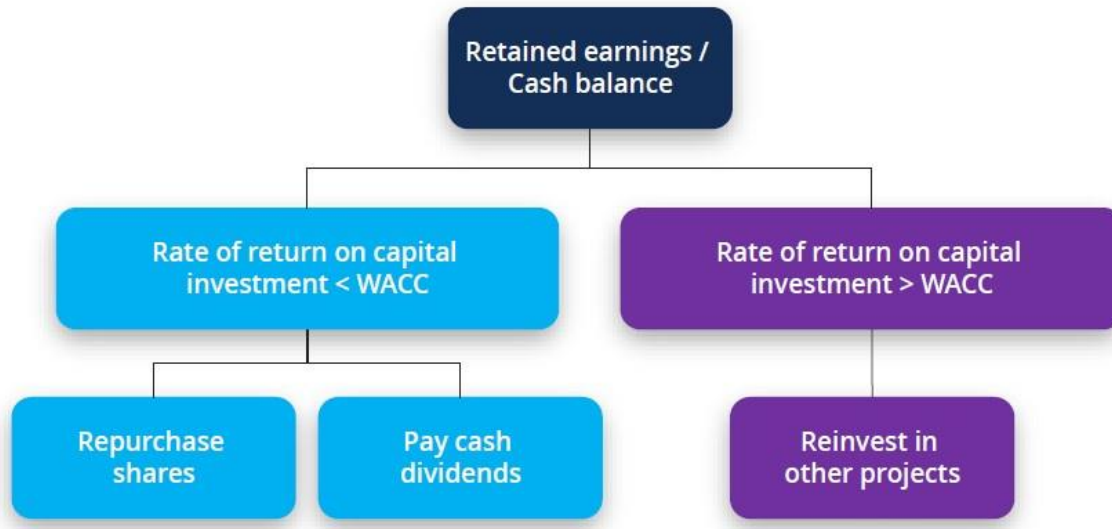 Retained earnings /
Cash balance
Rate of return on capital
investment < WACC
Rate of return on capital
investment > WACC
Repurchase
shares
Pay cash
dividends
Reinvest in
other projects